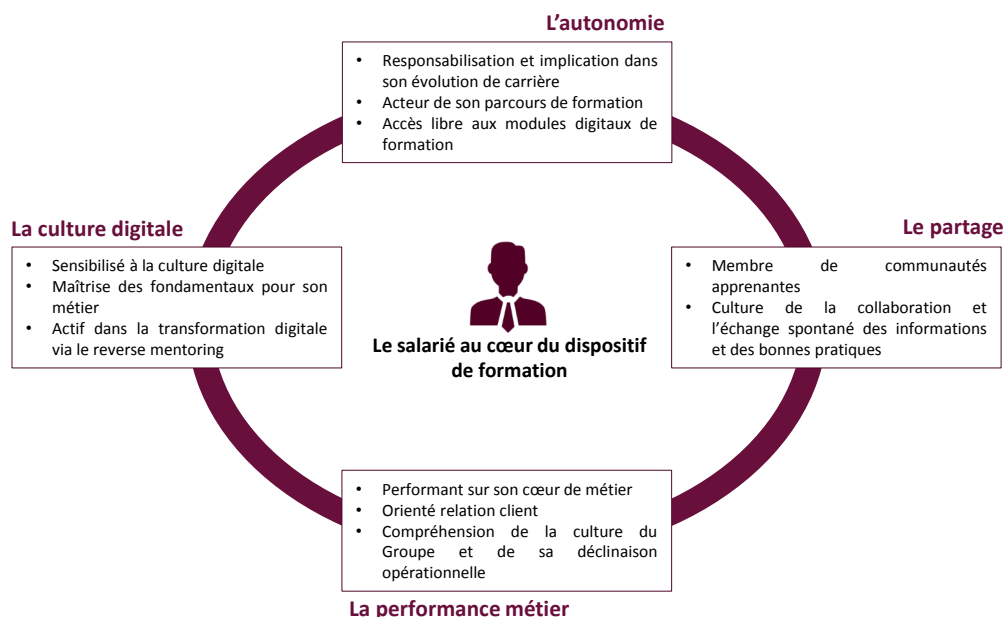 L'autonomie
• Responsabilisation et implication dans
son évolution de carrière
• Acteur de son parcours de formation
• Accès libre aux modules digitaux de
formation
La culture digitale
• Sensibilisé à la culture digitale
• Maîtrise des fondamentaux pour son
métier
• Actif dans la transformation digitale
via le reverse mentoring
Le salarié au cœur du dispositif
de formation
Le partage
• Membre de communautés
apprenantes
• Culture de la collaboration et
l'échange spontané des informations
et des bonnes pratiques
• Performant sur son cœur de métier
• Orienté relation client
• Compréhension de la culture du
Groupe et de sa déclinaison
opérationnelle
La performance métier